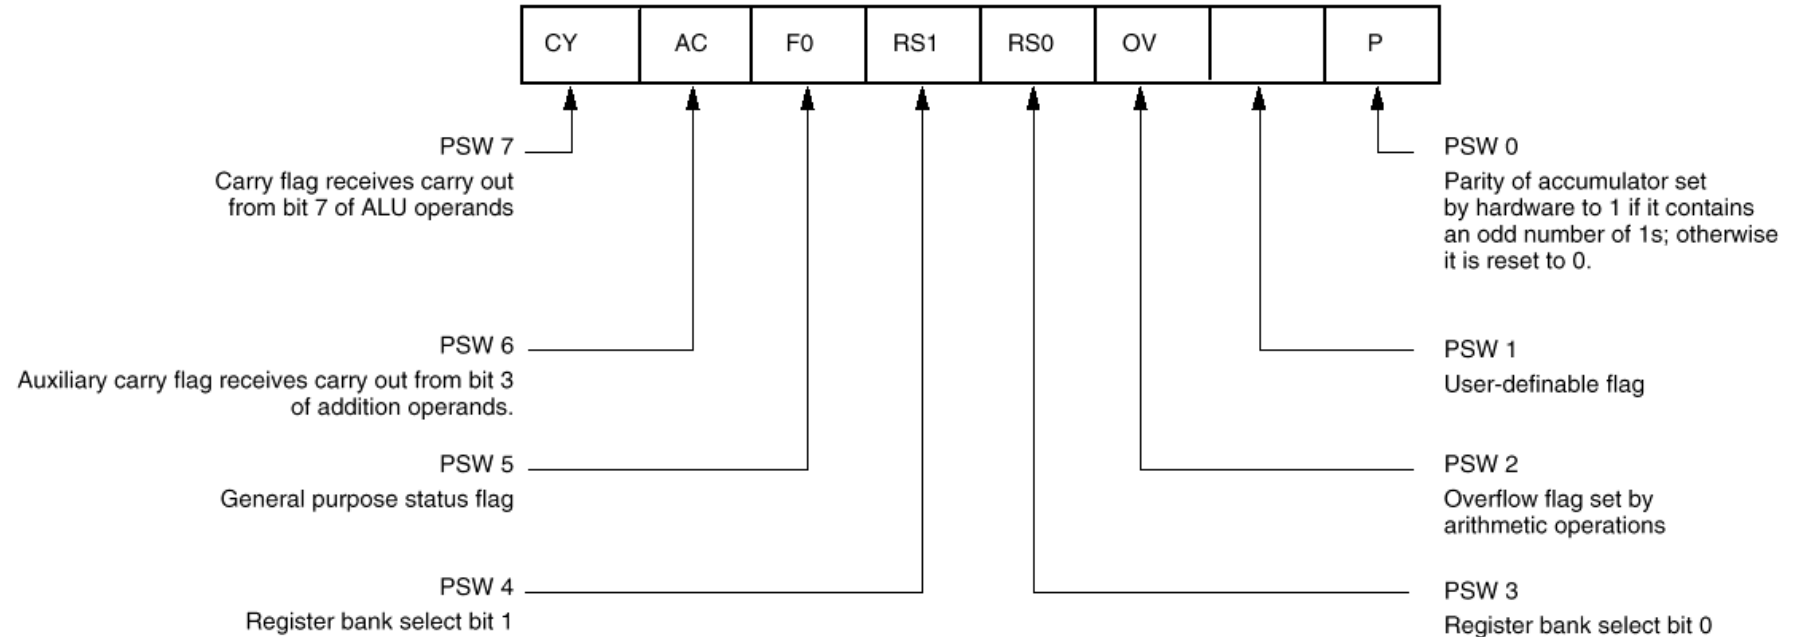 CY AC F0 RS1 RS0 OV P
PSW 7
Carry flag receives carry out
from bit 7 of ALU operands
PSW 6
Auxiliary carry flag receives carry out from bit 3
of addition operands.
PSW 5
General purpose status flag
PSW 4
Register bank select bit 1
PSW 0
Parity of accumulator set
by hardware to 1 if it contains
an odd number of 1s; otherwise
it is reset to 0.
PSW 1
User-definable flag
PSW 2
Overflow flag set by
arithmetic operations
PSW 3
Register bank select bit 0